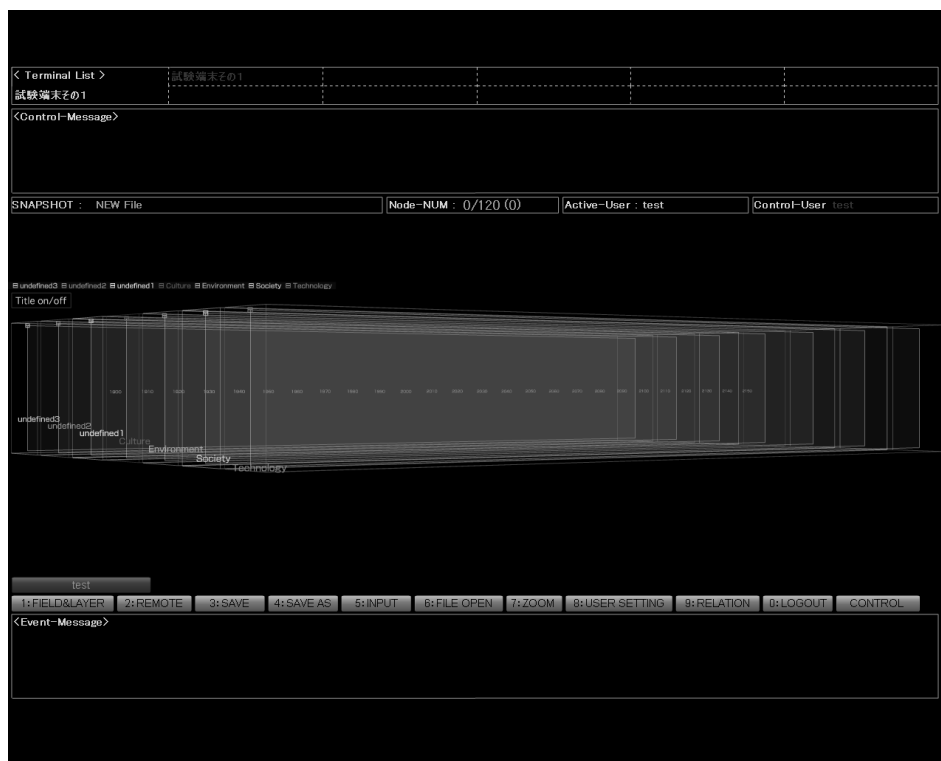 < Terminal List >
試験端末その1
試験端末その1
<Control-Message>
SNAPSHOT : NEW File
Node-NUM : 0/120 (0)
Active-User : test
Control-User test
undefined3 undefined2 undefined1 Culture Environment Society Technology
Title on/off
undefined3
undefined2
undefined1
Culture
Environment
Society
Technology
test
1:FIELD&LAYER 2:REMOTE 3:SAVE 4:SAVE AS 5:INPUT 6:FILE OPEN 7:ZOOM 8:USER SETTING 9:RELATION 0:LOGOUT CONTROL
<Event-Message>